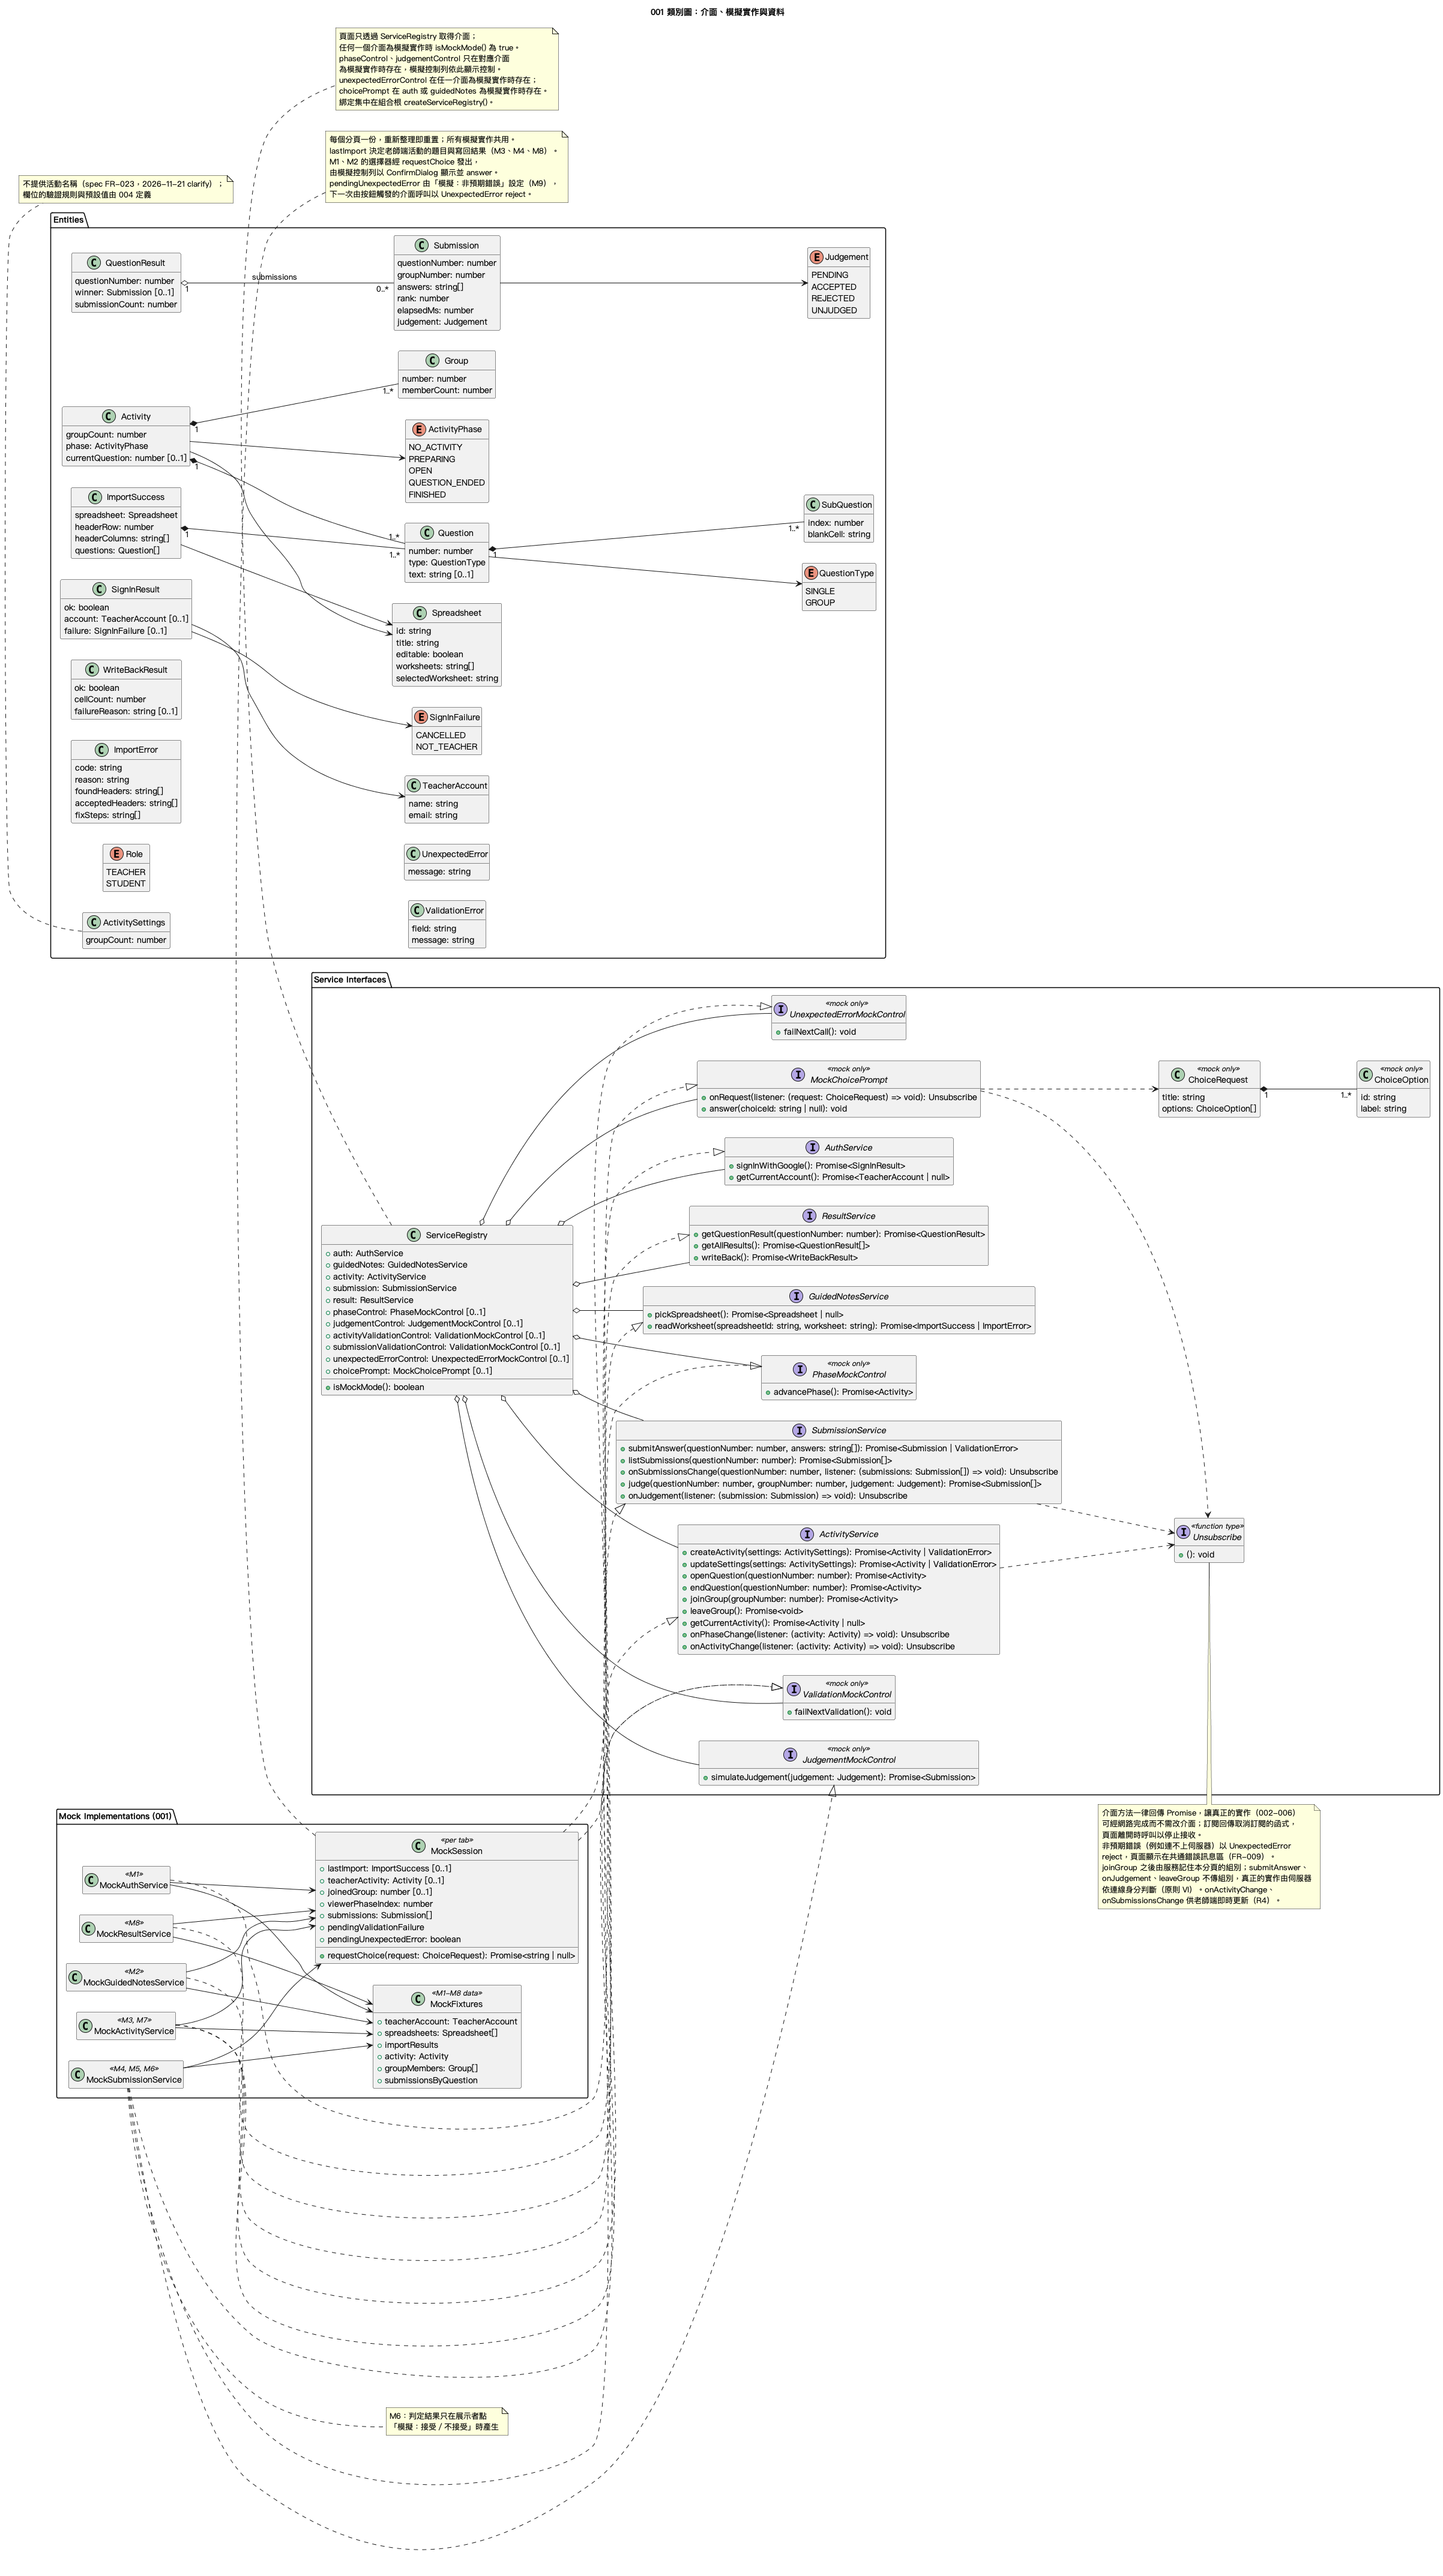 001 類別圖：介面、模擬實作與資料
頁面只透過 ServiceRegistry 取得介面；
任何一個介面為模擬實作時 isMockMode() 為 true。
phaseControl、judgementControl 只在對應介面
為模擬實作時存在，模擬控制列依此顯示控制。
unexpectedErrorControl 在任一介面為模擬實作時存在；
choicePrompt 在 auth 或 guidedNotes 為模擬實作時存在。
綁定集中在組合根 createServiceRegistry()。
每個分頁一份，重新整理即重置；所有模擬實作共用。
lastImport 決定老師端活動的題目與寫回結果（M3、M4、M8）。
M1、M2 的選擇器經 requestChoice 發出，
由模擬控制列以 ConfirmDialog 顯示並 answer。
pendingUnexpectedError 由「模擬：非預期錯誤」設定（M9），
下一次由按鈕觸發的介面呼叫以 UnexpectedError reject。
不提供活動名稱（spec FR-023，2026-11-21 clarify）；
欄位的驗證規則與預設值由 004 定義
Entities
QuestionResult
questionNumber: number
winner: Submission [0..1]
submissionCount: number
submissions
1
0..*
Submission
questionNumber: number
groupNumber: number
answers: string[]
rank: number
elapsedMs: number
judgement: Judgement
Judgement
PENDING
ACCEPTED
REJECTED
UNJUDGED
Group
number: number
memberCount: number
1..*
Activity
groupCount: number
phase: ActivityPhase
currentQuestion: number [0..1]
1
1
ActivityPhase
NO_ACTIVITY
PREPARING
OPEN
QUESTION_ENDED
FINISHED
ImportSuccess
spreadsheet: Spreadsheet
headerRow: number
headerColumns: string[]
questions: Question[]
1
1..*
1..*
Question
number: number
type: QuestionType
text: string [0..1]
1
1..*
SubQuestion
index: number
blankCell: string
QuestionType
SINGLE
GROUP
SignInResult
ok: boolean
account: TeacherAccount [0..1]
failure: SignInFailure [0..1]
Spreadsheet
id: string
title: string
editable: boolean
worksheets: string[]
selectedWorksheet: string
WriteBackResult
ok: boolean
cellCount: number
failureReason: string [0..1]
SignInFailure
CANCELLED
NOT_TEACHER
ImportError
code: string
reason: string
foundHeaders: string[]
acceptedHeaders: string[]
fixSteps: string[]
TeacherAccount
name: string
email: string
Role
TEACHER
STUDENT
UnexpectedError
message: string
ActivitySettings
groupCount: number
ValidationError
field: string
message: string
Service Interfaces
«mock only»
UnexpectedErrorMockControl
failNextCall(): void
«mock only»
MockChoicePrompt
onRequest(listener: (request: ChoiceRequest) => void): Unsubscribe
answer(choiceId: string | null): void
«mock only»
ChoiceRequest
title: string
options: ChoiceOption[]
1
1..*
«mock only»
ChoiceOption
id: string
label: string
AuthService
signInWithGoogle(): Promise<SignInResult>
getCurrentAccount(): Promise<TeacherAccount | null>
ResultService
getQuestionResult(questionNumber: number): Promise<QuestionResult>
getAllResults(): Promise<QuestionResult[]>
writeBack(): Promise<WriteBackResult>
ServiceRegistry
auth: AuthService
guidedNotes: GuidedNotesService
activity: ActivityService
submission: SubmissionService
result: ResultService
phaseControl: PhaseMockControl [0..1]
judgementControl: JudgementMockControl [0..1]
activityValidationControl: ValidationMockControl [0..1]
submissionValidationControl: ValidationMockControl [0..1]
unexpectedErrorControl: UnexpectedErrorMockControl [0..1]
choicePrompt: MockChoicePrompt [0..1]
isMockMode(): boolean
GuidedNotesService
pickSpreadsheet(): Promise<Spreadsheet | null>
readWorksheet(spreadsheetId: string, worksheet: string): Promise<ImportSuccess | ImportError>
«mock only»
PhaseMockControl
advancePhase(): Promise<Activity>
SubmissionService
submitAnswer(questionNumber: number, answers: string[]): Promise<Submission | ValidationError>
listSubmissions(questionNumber: number): Promise<Submission[]>
onSubmissionsChange(questionNumber: number, listener: (submissions: Submission[]) => void): Unsubscribe
judge(questionNumber: number, groupNumber: number, judgement: Judgement): Promise<Submission[]>
onJudgement(listener: (submission: Submission) => void): Unsubscribe
«function type»
Unsubscribe
(): void
ActivityService
createActivity(settings: ActivitySettings): Promise<Activity | ValidationError>
updateSettings(settings: ActivitySettings): Promise<Activity | ValidationError>
openQuestion(questionNumber: number): Promise<Activity>
endQuestion(questionNumber: number): Promise<Activity>
joinGroup(groupNumber: number): Promise<Activity>
leaveGroup(): Promise<void>
getCurrentActivity(): Promise<Activity | null>
onPhaseChange(listener: (activity: Activity) => void): Unsubscribe
onActivityChange(listener: (activity: Activity) => void): Unsubscribe
«mock only»
ValidationMockControl
failNextValidation(): void
«mock only»
JudgementMockControl
simulateJudgement(judgement: Judgement): Promise<Submission>
介面方法一律回傳 Promise，讓真正的實作（002-006）
可經網路完成而不需改介面；訂閱回傳取消訂閱的函式，
頁面離開時呼叫以停止接收。
非預期錯誤（例如連不上伺服器）以 UnexpectedError
reject，頁面顯示在共通錯誤訊息區（FR-009）。
joinGroup 之後由服務記住本分頁的組別；submitAnswer、
onJudgement、leaveGroup 不傳組別，真正的實作由伺服器
依連線身分判斷（原則 VI）。onActivityChange、
onSubmissionsChange 供老師端即時更新（R4）。
Mock Implementations (001)
«M1»
MockAuthService
«M8»
MockResultService
«M2»
MockGuidedNotesService
«M3, M7»
MockActivityService
«M4, M5, M6»
MockSubmissionService
«per tab»
MockSession
lastImport: ImportSuccess [0..1]
teacherActivity: Activity [0..1]
joinedGroup: number [0..1]
viewerPhaseIndex: number
submissions: Submission[]
pendingValidationFailure
pendingUnexpectedError: boolean
requestChoice(request: ChoiceRequest): Promise<string | null>
«M1-M8 data»
MockFixtures
teacherAccount: TeacherAccount
spreadsheets: Spreadsheet[]
importResults
activity: Activity
groupMembers: Group[]
submissionsByQuestion
M6：判定結果只在展示者點
「模擬：接受 / 不接受」時產生